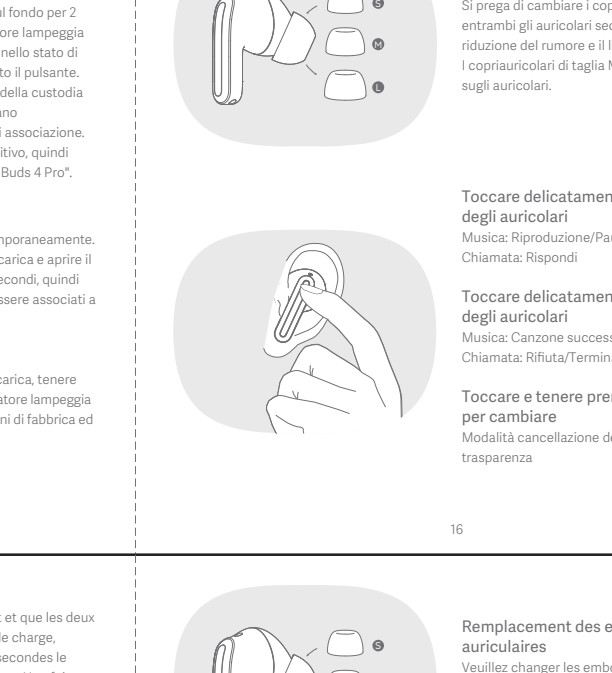 ul fondo per 2
ore lampeggia
nello stato di
to il pulsante.
della custodia
ano
i associazione.
itivo, quindi
Buds 4 Pro".
mporaneamente.
carica e aprire il
econdi, quindi
ssere associati a
carica, tenere
atore lampeggia
ni di fabbrica ed
S
M
L
Si prega di cambiare i cop
entrambi gli auricolari sec
riduzione del rumore e il l
I copriauricolari di taglia M
sugli auricolari.
Toccare delicatamen
degli auricolari
Musica: Riproduzione/Pau
Chiamata: Rispondi
Toccare delicatamen
degli auricolari
Musica: Canzone success
Chiamata: Rifiuta/Termina
Toccare e tenere pre
per cambiare
Modalità cancellazione de
trasparenza
16
t et que les deux
de charge,
secondes le
S
Remplacement des e
auriculaires
Veuillez changer les embo